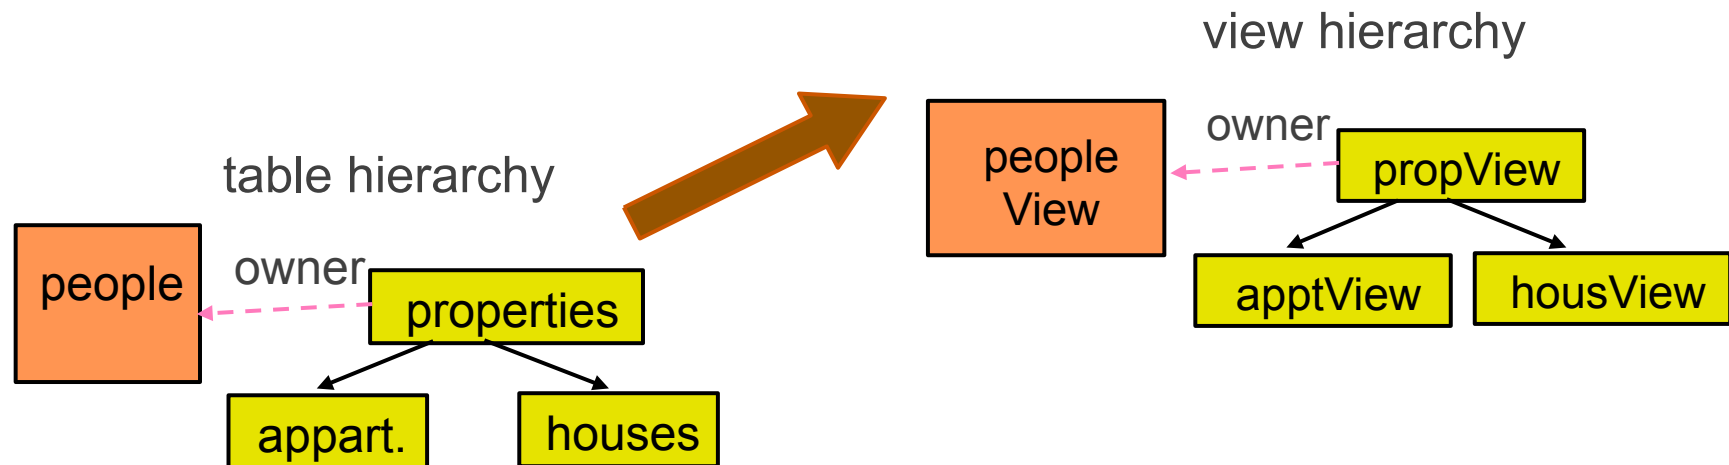 table hierarchy
people
owner
properties
appart.
houses
view hierarchy
people
View
owner
propView
apptView
housView